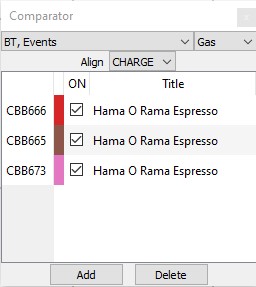 Comparator
BT, Events Gas
Align CHARGE
ON Title
CBB666 Hama O Rama Espresso
CBB665 Hama O Rama Espresso
CBB673 Hama O Rama Espresso
Add Delete